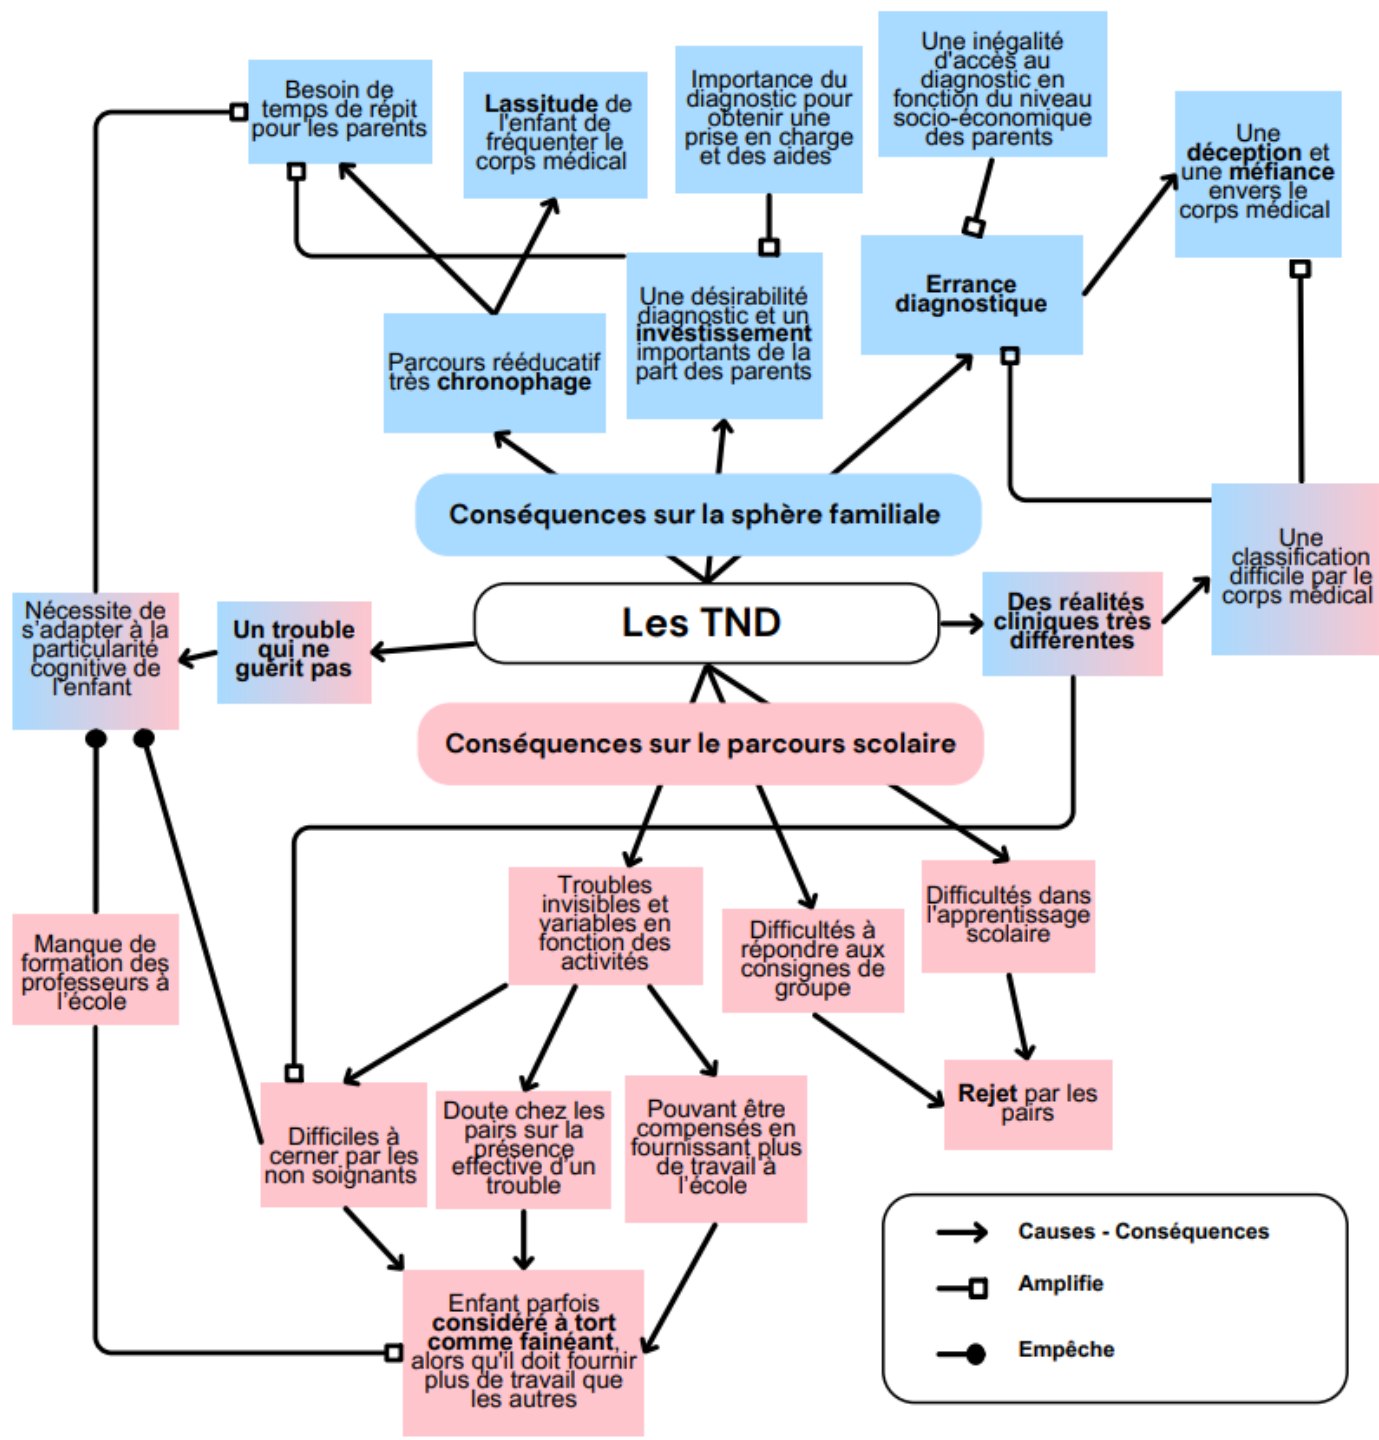 Besoin de
temps de répit
pour les parents
Lassitude de
l'enfant de
fréquenter le
corps médical
Importance du
diagnostic pour
obtenir une
prise en charge
et des aides
Une inégalité
d'accès au
diagnostic en
fonction du niveau
socio-économique
des parents
Une
déception et
une méfiance
envers le
corps médical
Parcours rééducatif
très chronophage
Une désirabilité
diagnostic et un
investissement
importants de la
part des parents
Errance
diagnostique
Conséquences sur la sphère familiale
Une
classification
difficile par le
corps médical
Nécessite de
s'adapter à la
particularité
cognitive de
l'enfant
Un trouble
qui ne
guérit pas
Les TND
Des réalités
cliniques très
différentes
Conséquences sur le parcours scolaire
Troubles
invisibles et
variables en
fonction des
activités
Difficultés à
répondre aux
consignes de
groupe
Difficultés dans
l'apprentissage
scolaire
Manque de
formation des
professeurs à
l'école
Difficiles à
cerner par les
non soignants
Doute chez les
pairs sur la
présence
effective d'un
trouble
Pouvant être
compensés en
fournissant plus
de travail à
l'école
Rejet par les
pairs
Enfant parfois
considéré à tort
comme fainéant,
alors qu'il doit fournir
plus de travail que
les autres
Causes - Conséquences
Amplifie
Empêche